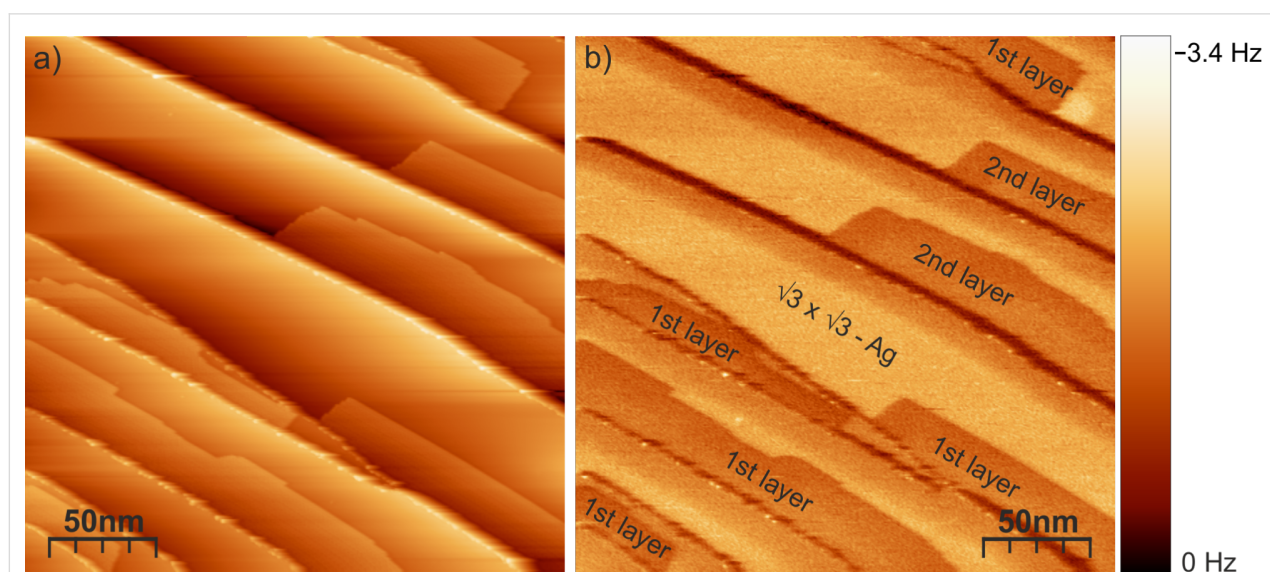 a)
50nm
b)
1st layer
2nd layer
2nd layer
√3 x √3 - Ag
1st layer
1st layer
1st layer
1st layer
50nm
−3.4 Hz
0 Hz